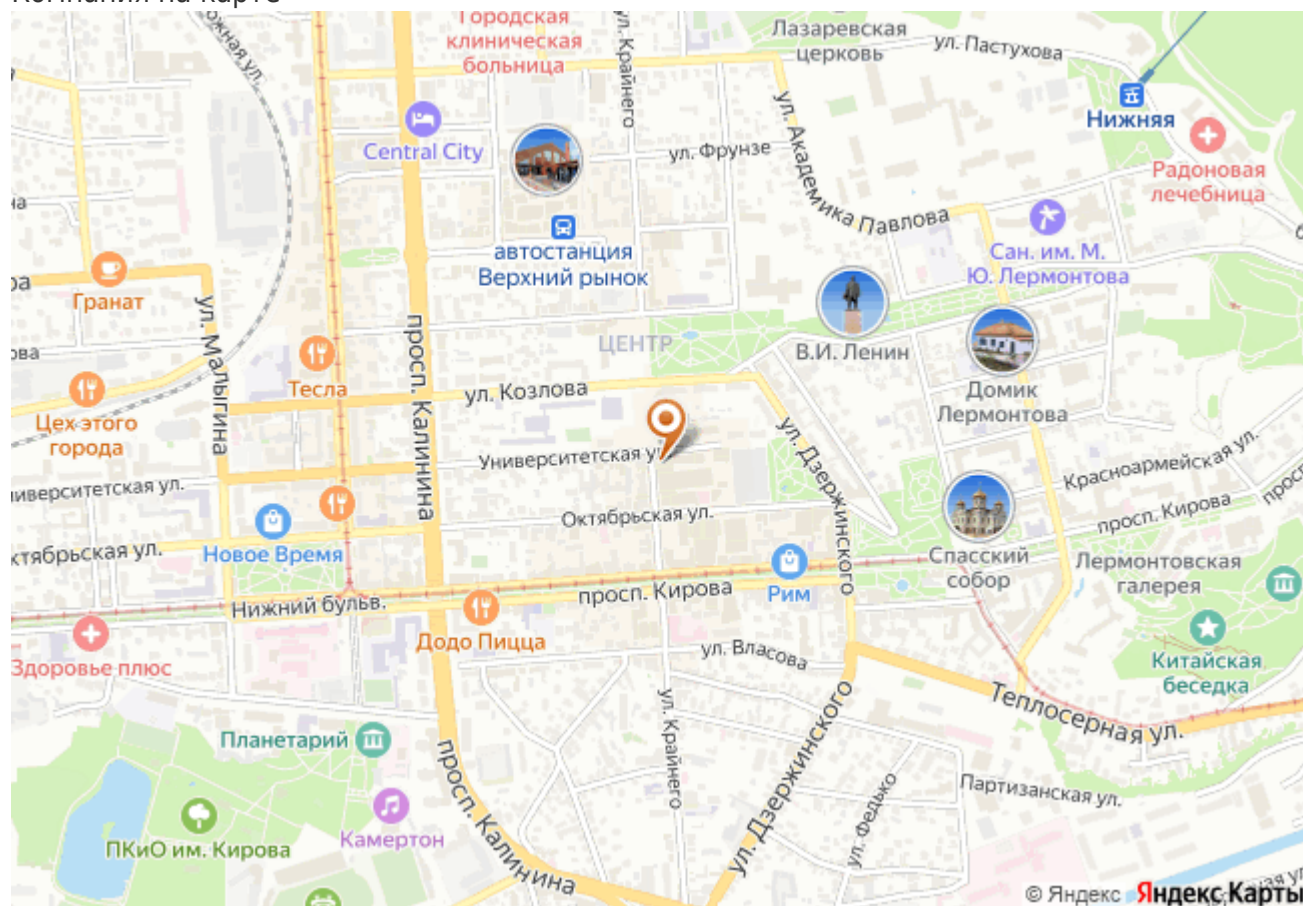 Компания на карте
Городская
клиническая
больница
ул. Крайнего
Лазаревская
церковь
ул. Пастухова
Нижняя
Central City
ул. Фрунзе
ул. Академика Павлова
Радоновая
лечебница
автостанция
Верхний рынок
Сан. им. М.
Ю. Лермонтова
Гранат
ул. Малыгина
просп. Калинина
ЦЕНТР
В.И. Ленин
Тесла
ул. Козлова
Домик
Лермонтова
Цех этого
города
Университетская ул.
ул. Дзержинского
Красноармейская ул.
просп. Кирова
Октябрьская ул.
Новое Время
Спасский
собор
Лермонтовская
галерея
Нижний бульв.
просп. Кирова
Рим
Додо Пицца
Здоровье плюс
ул. Власова
Китайская
беседка
ул. Крайнего
Теплосерная ул.
Планетарий
просп. Калинина
ул. Дзержинского
ул. Федько
Партизанская ул.
Камертон
ПКиО им. Кирова
© Яндекс Яндекс Карты